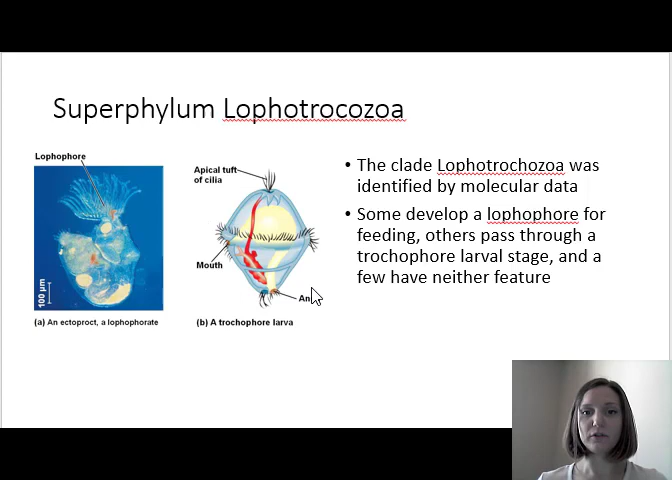 Superphylum Lophotrocozoa
Lophophore
100 µm
(a) An ectoproct, a lophophorate
Apical tuft
of cilia
Mouth
An
(b) A trochophore larva
• The clade Lophotrochozoa was
identified by molecular data
• Some develop a lophophore for
feeding, others pass through a
trochophore larval stage, and a
few have neither feature